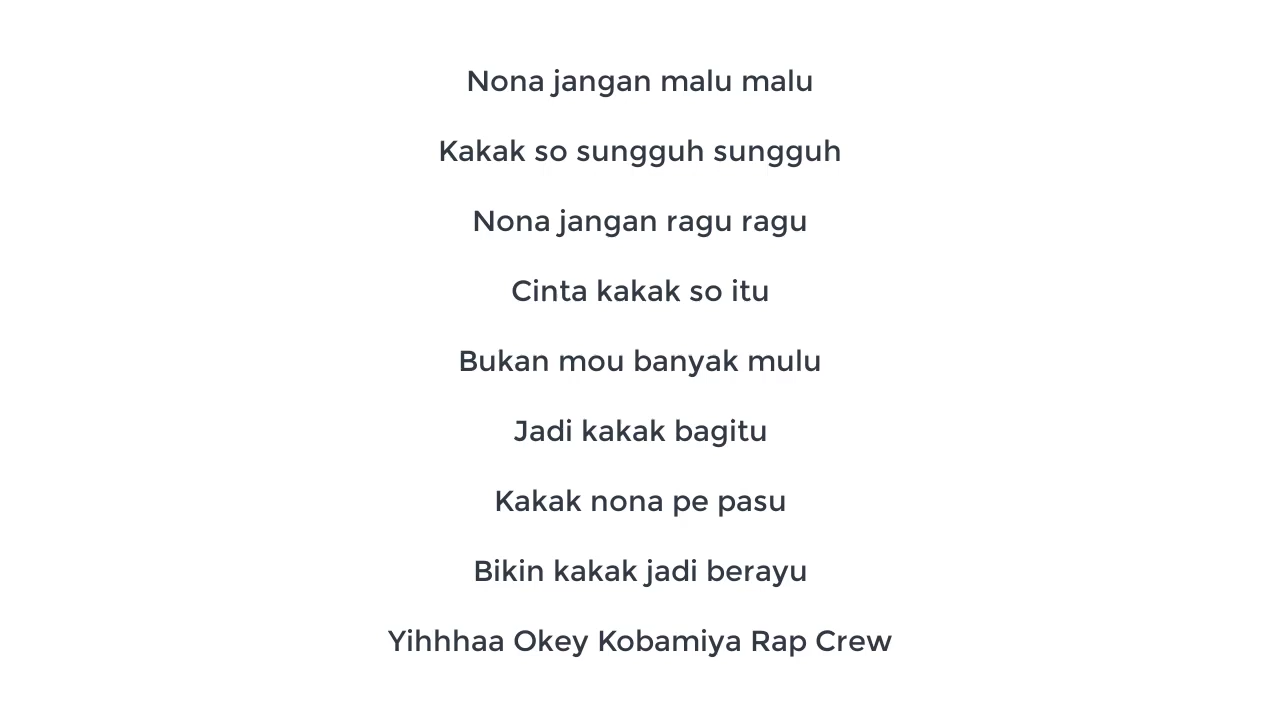 Nona jangan malu malu
Kakak so sungguh sungguh
Nona jangan ragu ragu
Cinta kakak so itu
Bukan mou banyak mulu
Jadi kakak bagitu
Kakak nona pe pasu
Bikin kakak jadi berayu
Yihhhaa Okey Kobamiya Rap Crew